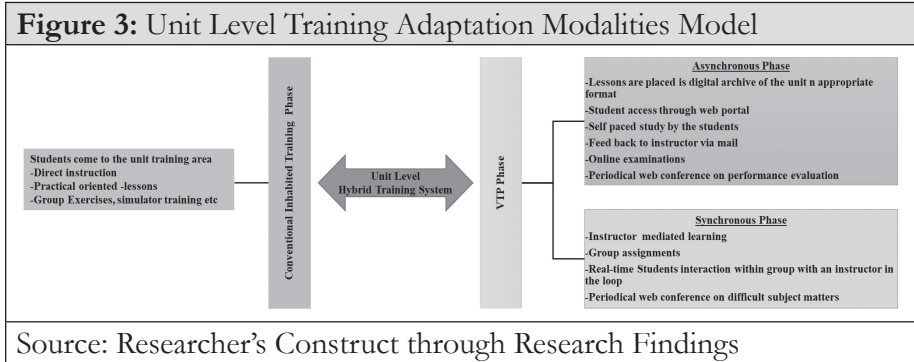 Figure 3: Unit Level Training Adaptation Modalities Model
Students come to the unit training area
-Direct instruction
-Practical oriented -lessons
-Group Exercises, simulator training etc
Conventional Inhabited Training Phase
Unit Level
Hybrid Training System
VTP Phase
Asynchronous Phase
-Lessons are placed is digital archive of the unit n appropriate
format
-Student access through web portal
-Self paced study by the students
-Feed back to instructor via mail
-Online examinations
-Periodical web conference on performance evaluation
Synchronous Phase
-Instructor mediated learning
-Group assignments
-Real-time Students interaction within group with an instructor in
the loop
-Periodical web conference on difficult subject matters
Source: Researcher's Construct through Research Findings